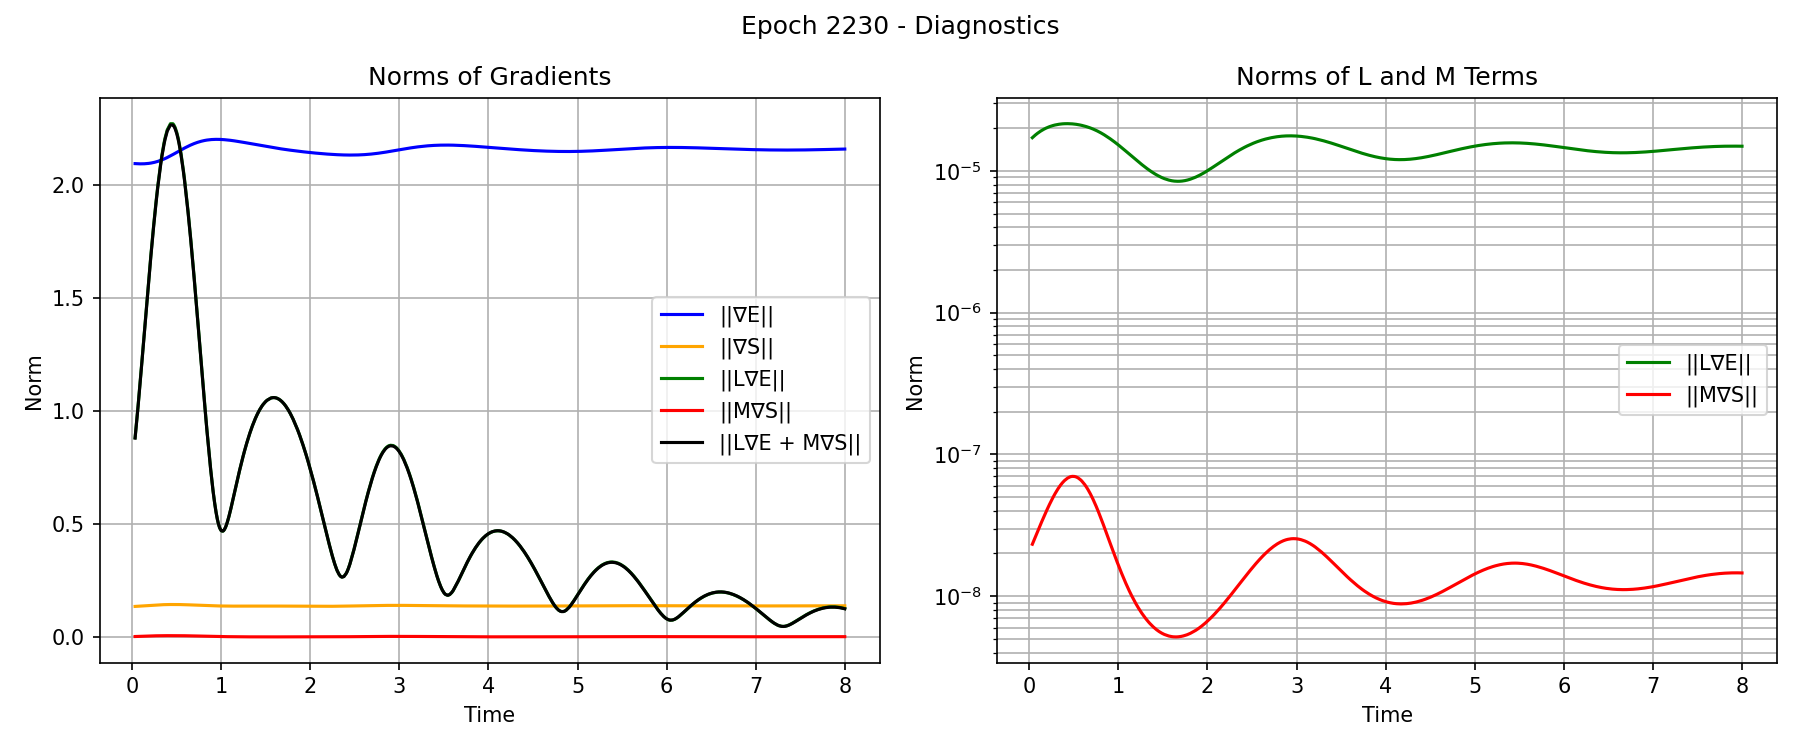 Epoch 2230 - Diagnostics
Norms of Gradients
Norm
2.0
1.5
1.0
0.5
0.0
||∇E||
||∇S||
||L∇E||
||M∇S||
||L∇E + M∇S||
0 1 2 3 4 5 6 7 8
Time
Norms of L and M Terms
Norm
10⁻⁵
10⁻⁶
10⁻⁷
10⁻⁸
||L∇E||
||M∇S||
0 1 2 3 4 5 6 7 8
Time